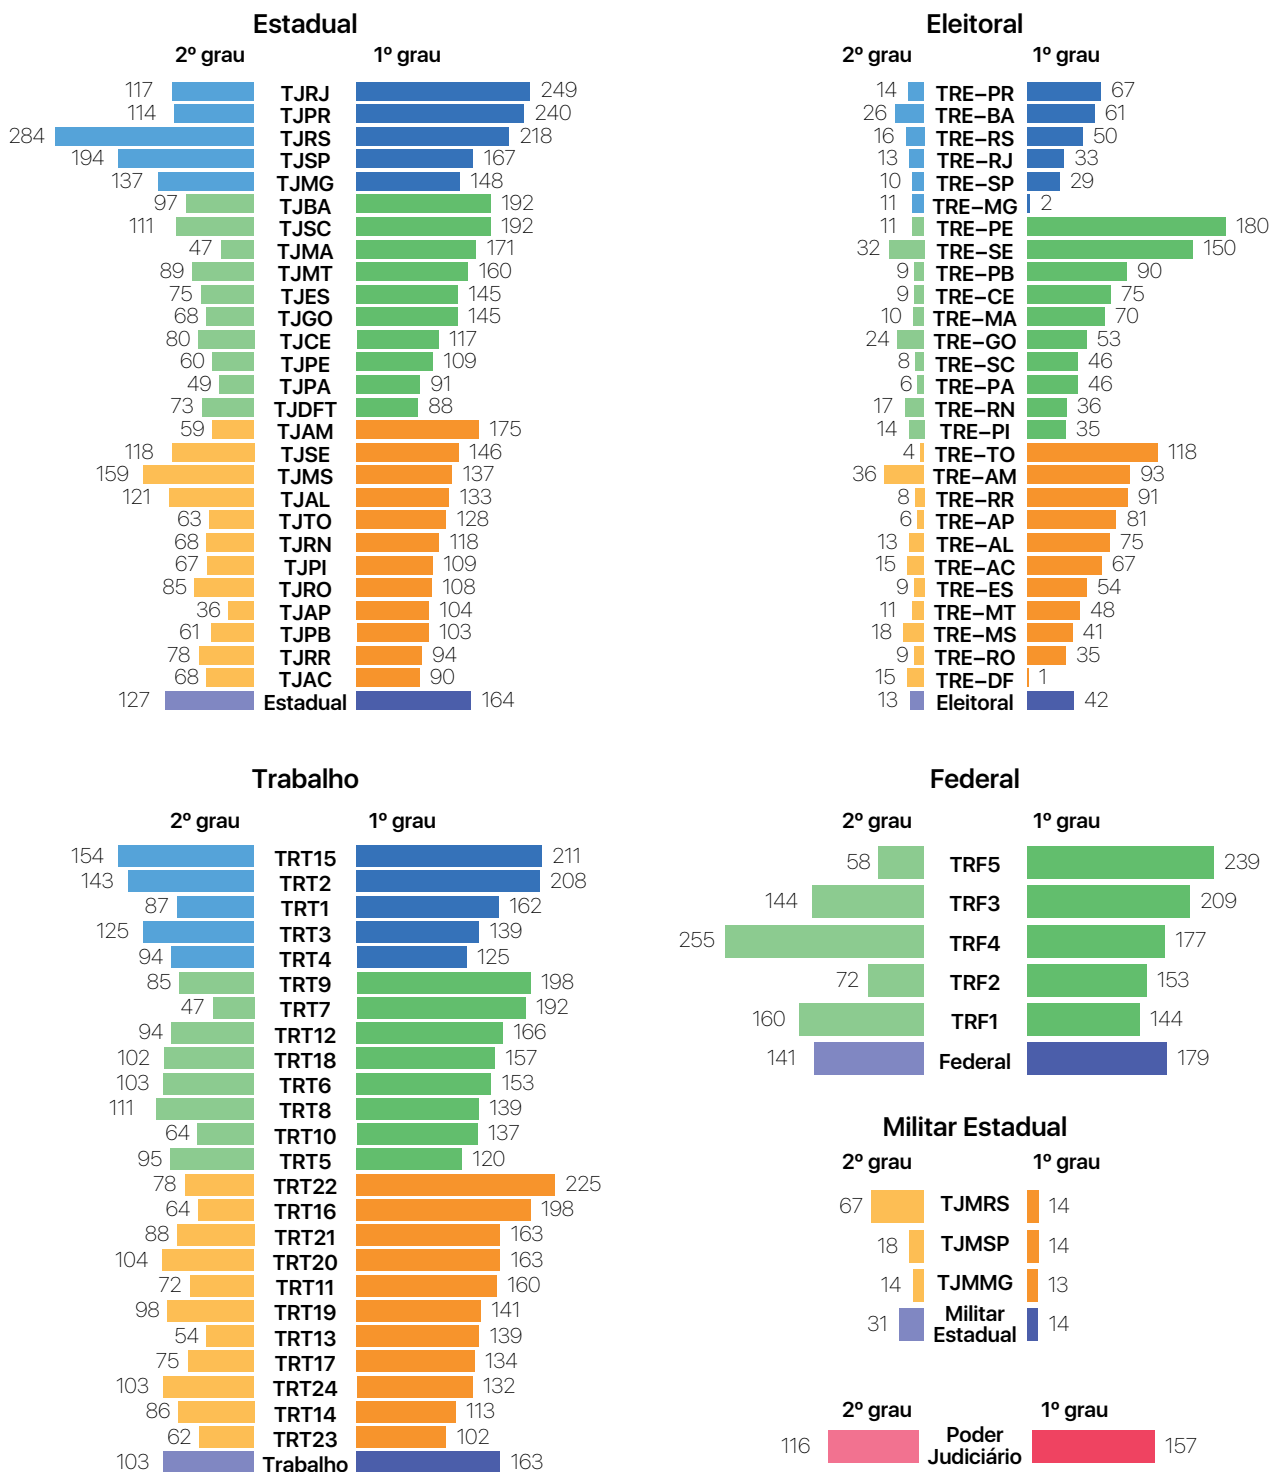 Estadual
2º grau 1º grau
117 TJRJ 249
114 TJPR 240
284 TJRS 218
194 TJSP 167
137 TJMG 148
97 TJBA 192
111 TJSC 192
47 TJMA 171
89 TJMT 160
75 TJES 145
68 TJGO 145
80 TJCE 117
60 TJPE 109
49 TJPA 91
73 TJDFT 88
59 TJAM 175
118 TJSE 146
159 TJMS 137
121 TJAL 133
63 TJTO 128
68 TJRN 118
67 TJPI 109
85 TJRO 108
36 TJAP 104
61 TJPB 103
78 TJRR 94
68 TJAC 90
127 Estadual 164
Eleitoral
2º grau 1º grau
14 TRE–PR 67
26 TRE–BA 61
16 TRE–RS 50
13 TRE–RJ 33
10 TRE–SP 29
11 TRE–MG 2
11 TRE–PE 180
32 TRE–SE 150
9 TRE–PB 90
9 TRE–CE 75
10 TRE–MA 70
24 TRE–GO 53
8 TRE–SC 46
6 TRE–PA 46
17 TRE–RN 36
14 TRE–PI 35
4 TRE–TO 118
36 TRE–AM 93
8 TRE–RR 91
6 TRE–AP 81
13 TRE–AL 75
15 TRE–AC 67
9 TRE–ES 54
11 TRE–MT 48
18 TRE–MS 41
9 TRE–RO 35
15 TRE–DF 1
13 Eleitoral 42
Trabalho
2º grau 1º grau
154 TRT15 211
143 TRT2 208
87 TRT1 162
125 TRT3 139
94 TRT4 125
85 TRT9 198
47 TRT7 192
94 TRT12 166
102 TRT18 157
103 TRT6 153
111 TRT8 139
64 TRT10 137
95 TRT5 120
78 TRT22 225
64 TRT16 198
88 TRT21 163
104 TRT20 163
72 TRT11 160
98 TRT19 141
54 TRT13 139
75 TRT17 134
103 TRT24 132
86 TRT14 113
62 TRT23 102
103 Trabalho 163
Federal
2º grau 1º grau
58 TRF5 239
144 TRF3 209
255 TRF4 177
72 TRF2 153
160 TRF1 144
141 Federal 179
Militar Estadual
2º grau 1º grau
67 TJMRS 14
18 TJMSP 14
14 TJMMG 13
31 Militar 14
Estadual
2º grau 1º grau
116 Poder 157
Judiciário